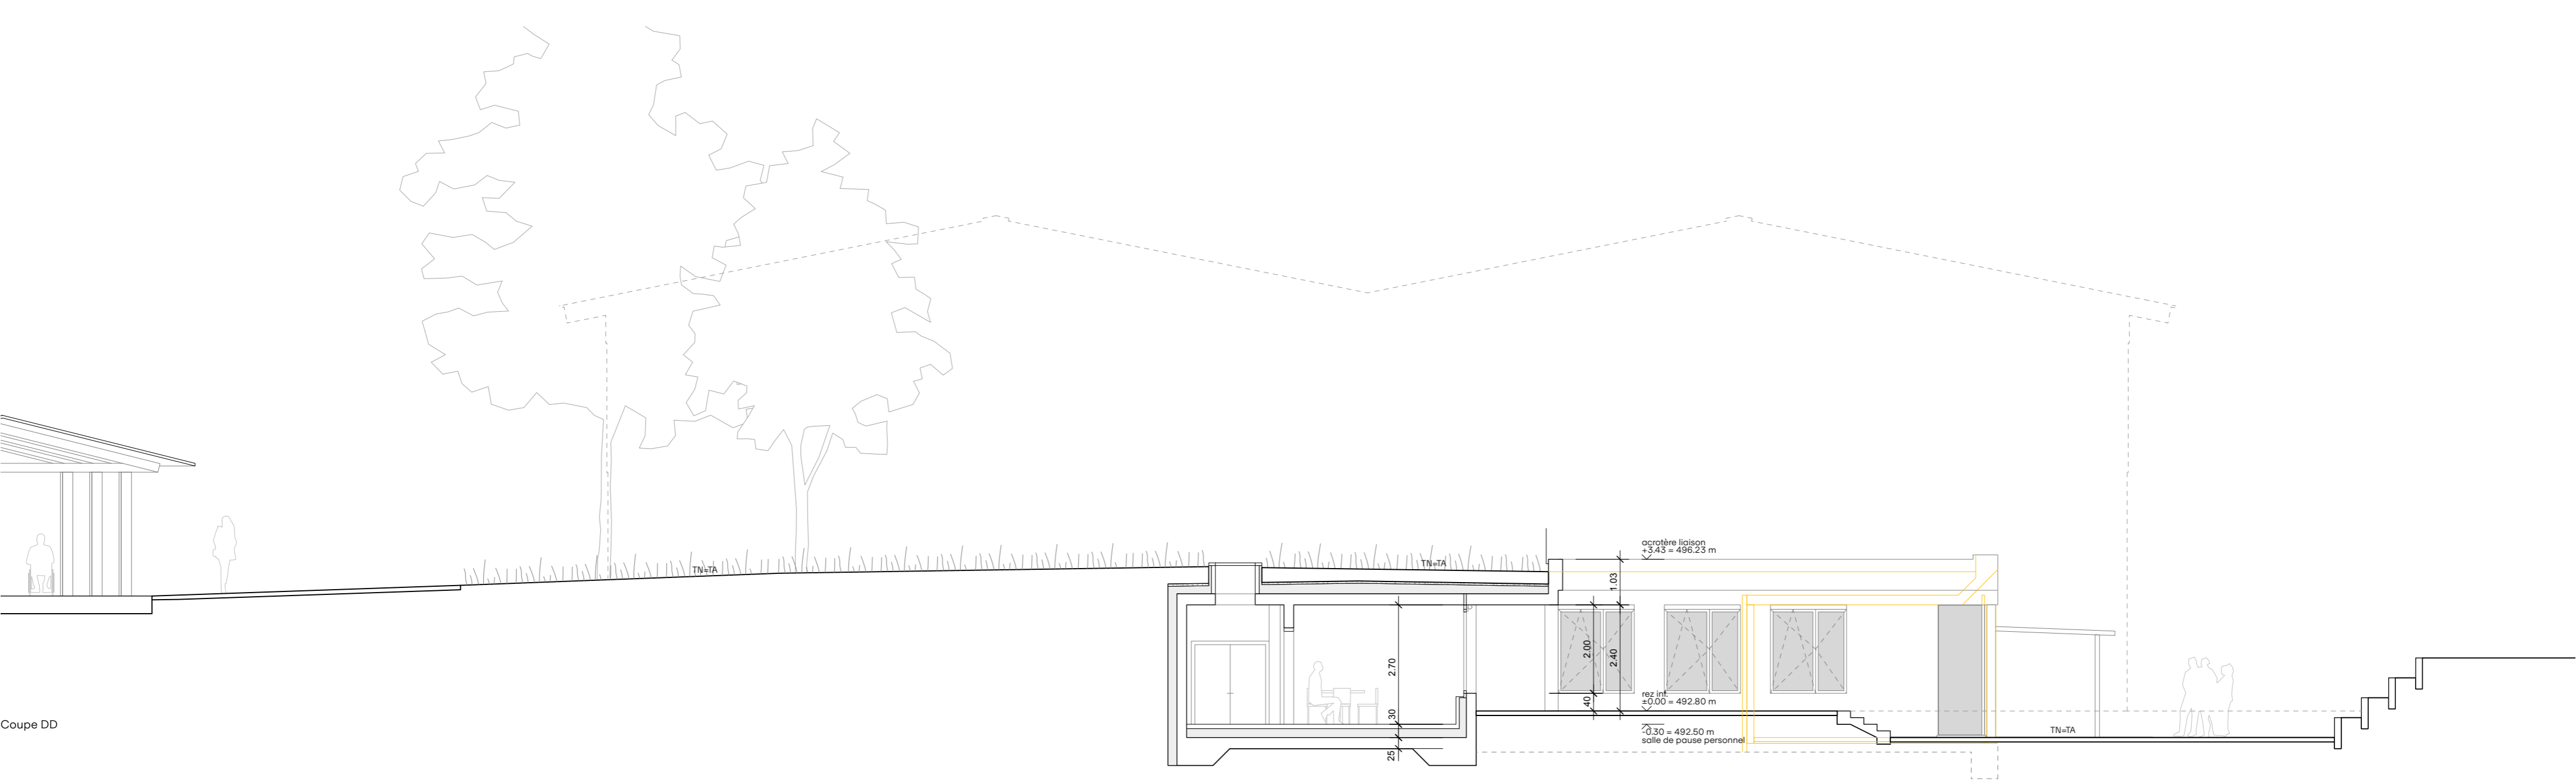 acrotère liaison
+3.43 = 496.23 m
TN=TA
TN=TA
1.03
2.00
2.40
2.70
rez inf.
±0.00 = 492.80 m
40
30
Coupe DD
-0.30 = 492.50 m
salle de pause personnel
TN=TA
25